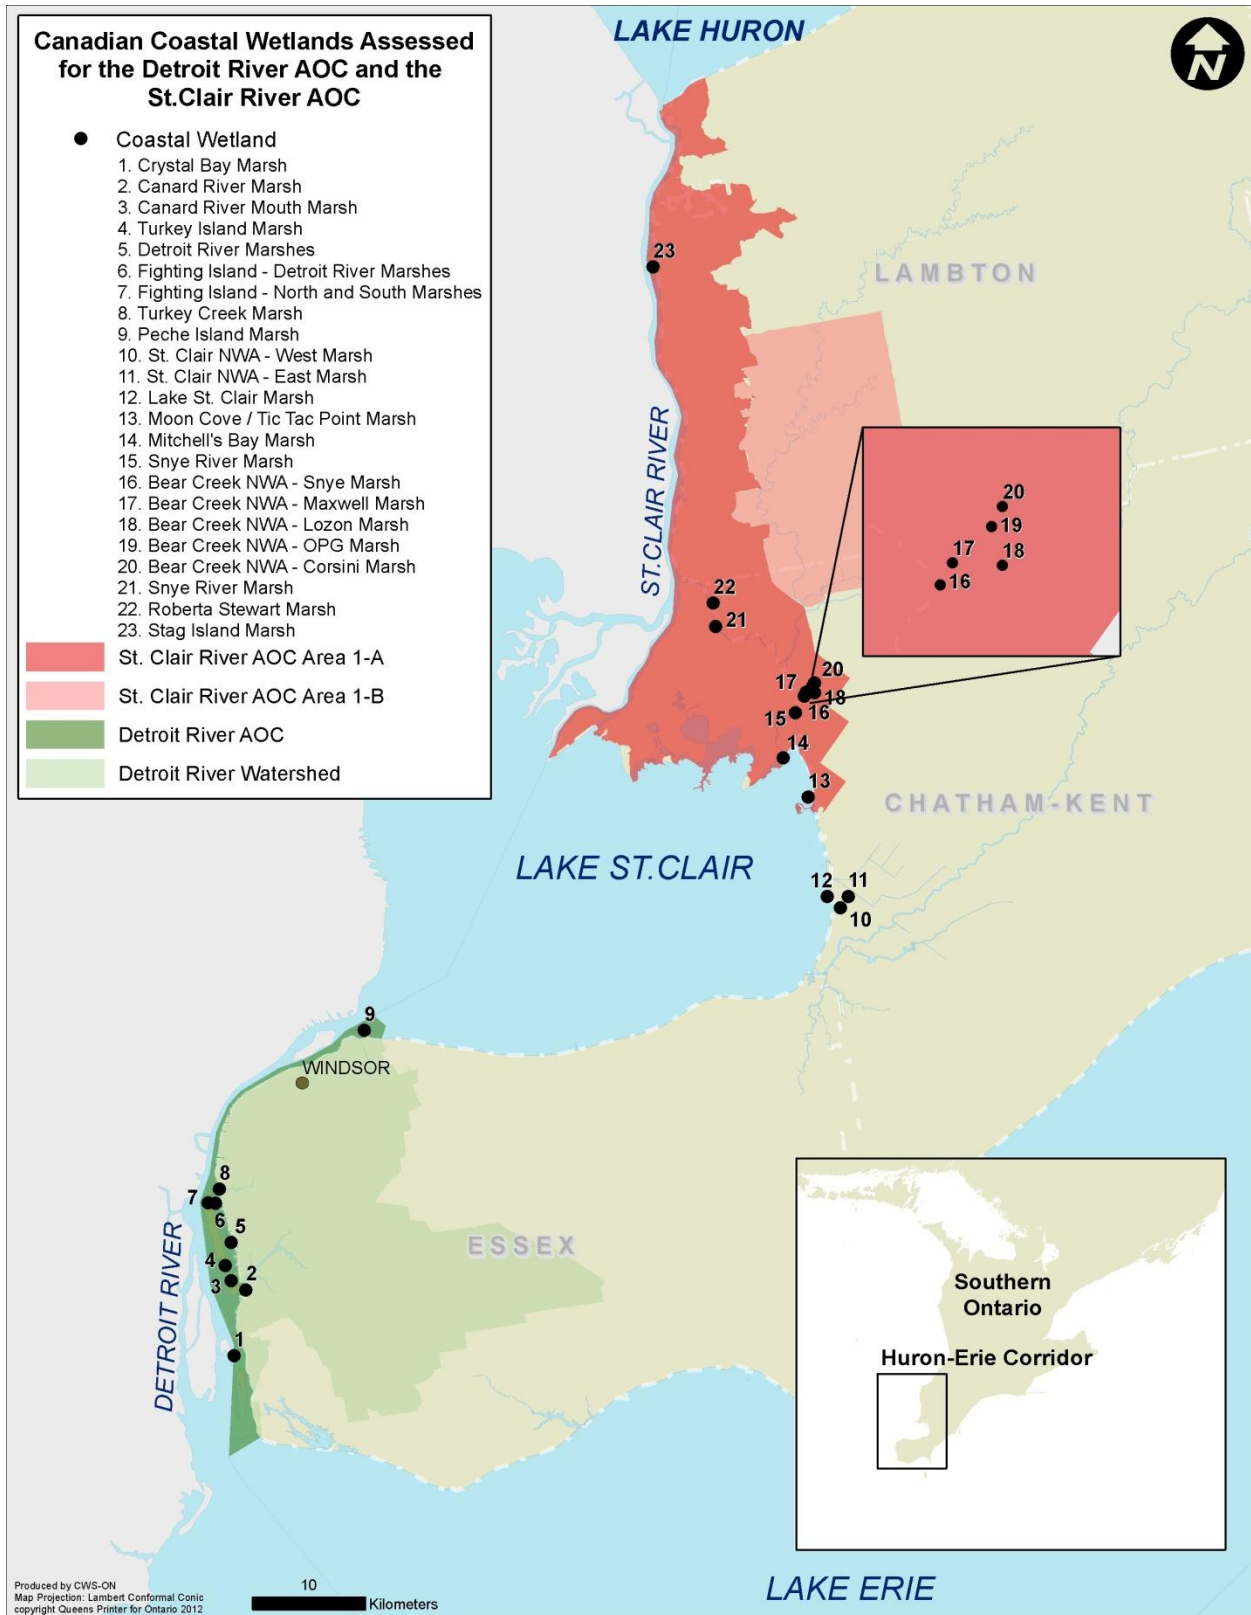 Canadian Coastal Wetlands Assessed
for the Detroit River AOC and the
St.Clair River AOC
Coastal Wetland
1. Crystal Bay Marsh
2. Canard River Marsh
3. Canard River Mouth Marsh
4. Turkey Island Marsh
5. Detroit River Marshes
6. Fighting Island - Detroit River Marshes
7. Fighting Island - North and South Marshes
8. Turkey Creek Marsh
9. Peche Island Marsh
10. St. Clair NWA - West Marsh
11. St. Clair NWA - East Marsh
12. Lake St. Clair Marsh
13. Moon Cove / Tic Tac Point Marsh
14. Mitchell's Bay Marsh
15. Snye River Marsh
16. Bear Creek NWA - Snye Marsh
17. Bear Creek NWA - Maxwell Marsh
18. Bear Creek NWA - Lozon Marsh
19. Bear Creek NWA - OPG Marsh
20. Bear Creek NWA - Corsini Marsh
21. Snye River Marsh
22. Roberta Stewart Marsh
23. Stag Island Marsh
St. Clair River AOC Area 1-A
St. Clair River AOC Area 1-B
Detroit River AOC
Detroit River Watershed
LAKE HURON
N
23
LAMBTON
ST.CLAIR RIVER
20
19
17
18
16
22
21
20
17
18
16
15
14
13
CHATHAM-KENT
LAKE ST.CLAIR
12
11
10
9
WINDSOR
8
7
6
5
4
3
2
1
ESSEX
DETROIT RIVER
Southern
Ontario
Huron-Erie Corridor
LAKE ERIE
Produced by CWS-ON
Map Projection: Lambert Conformal Conic
copyright Queens Printer for Ontario 2012
10
Kilometers